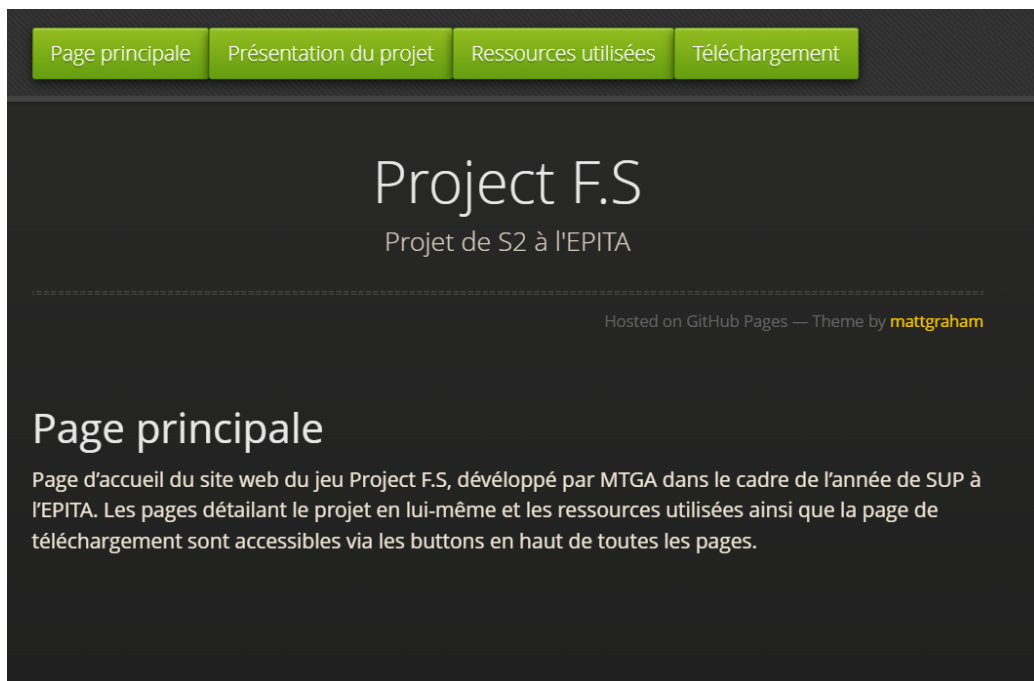 Page principale Présentation du projet Ressources utilisées Téléchargement
Project F.S
Projet de S2 à l'EPITA
Hosted on GitHub Pages — Theme by mattgraham
Page principale
Page d’accueil du site web du jeu Project F.S, dévéloppé par MTGA dans le cadre de l’année de SUP à
l’EPITA. Les pages détailant le projet en lui-même et les ressources utilisées ainsi que la page de
téléchargement sont accessibles via les buttons en haut de toutes les pages.